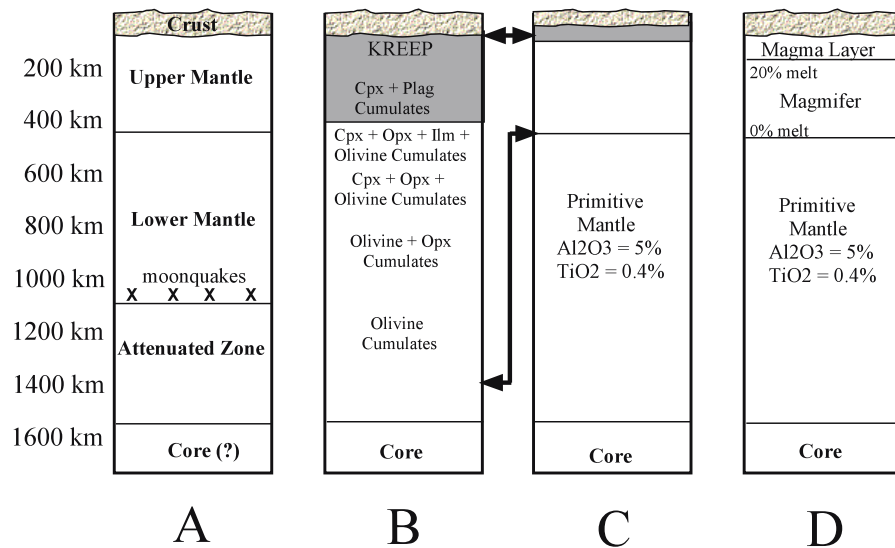 200 km
400 km
600 km
800 km
1000 km
1200 km
1400 km
1600 km
Crust
Upper Mantle
Lower Mantle
moonquakes
X X X X
Attenuated Zone
Core (?)
A
KREEP
Cpx + Plag
Cumulates
Cpx + Opx + Ilm +
Olivine Cumulates
Cpx + Opx +
Olivine Cumulates
Olivine + Opx
Cumulates
Olivine
Cumulates
Core
B
Primitive
Mantle
Al2O3 = 5%
TiO2 = 0.4%
Core
C
Magma Layer
20% melt
Magmifer
0% melt
Primitive
Mantle
Al2O3 = 5%
TiO2 = 0.4%
Core
D